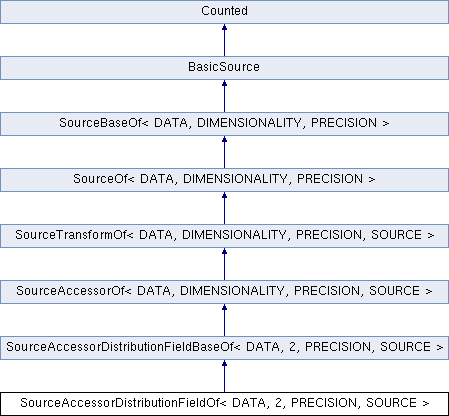 Counted
BasicSource
SourceBaseOf< DATA, DIMENSIONALITY, PRECISION >
SourceOf< DATA, DIMENSIONALITY, PRECISION >
SourceTransformOf< DATA, DIMENSIONALITY, PRECISION, SOURCE >
SourceAccessorOf< DATA, DIMENSIONALITY, PRECISION, SOURCE >
SourceAccessorDistributionFieldBaseOf< DATA, 2, PRECISION, SOURCE >
SourceAccessorDistributionFieldOf< DATA, 2, PRECISION, SOURCE >